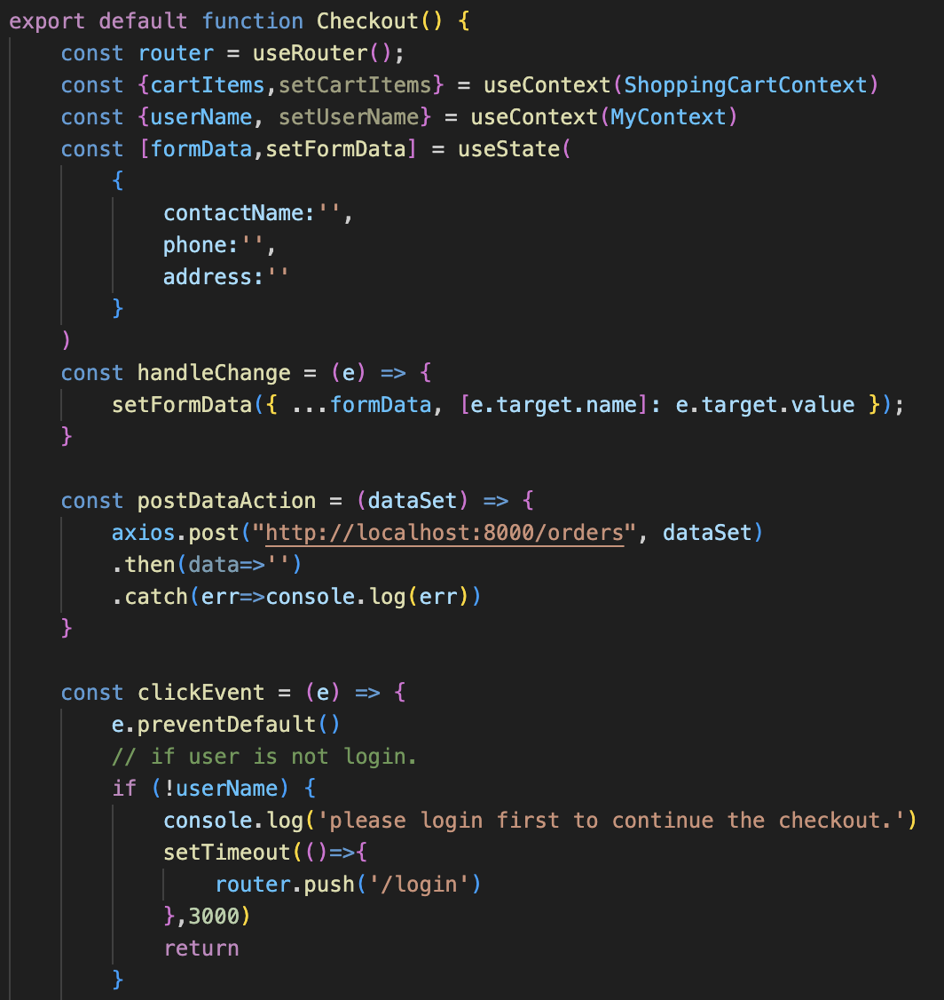 export default function Checkout() {
    const router = useRouter();
    const {cartItems,setCartItems} = useContext(ShoppingCartContext)
    const {userName, setUserName} = useContext(MyContext)
    const [formData,setFormData] = useState(
        {
            contactName:'',
            phone:'',
            address:''
        }
    )
    const handleChange = (e) => {
        setFormData({ ...formData, [e.target.name]: e.target.value });
    }

    const postDataAction = (dataSet) => {
        axios.post("http://localhost:8000/orders", dataSet)
        .then(data=>'')
        .catch(err=>console.log(err))
    }

    const clickEvent = (e) => {
        e.preventDefault()
        // if user is not login.
        if (!userName) {
            console.log('please login first to continue the checkout.')
            setTimeout(()=>{
                router.push('/login')
            },3000)
            return
        }